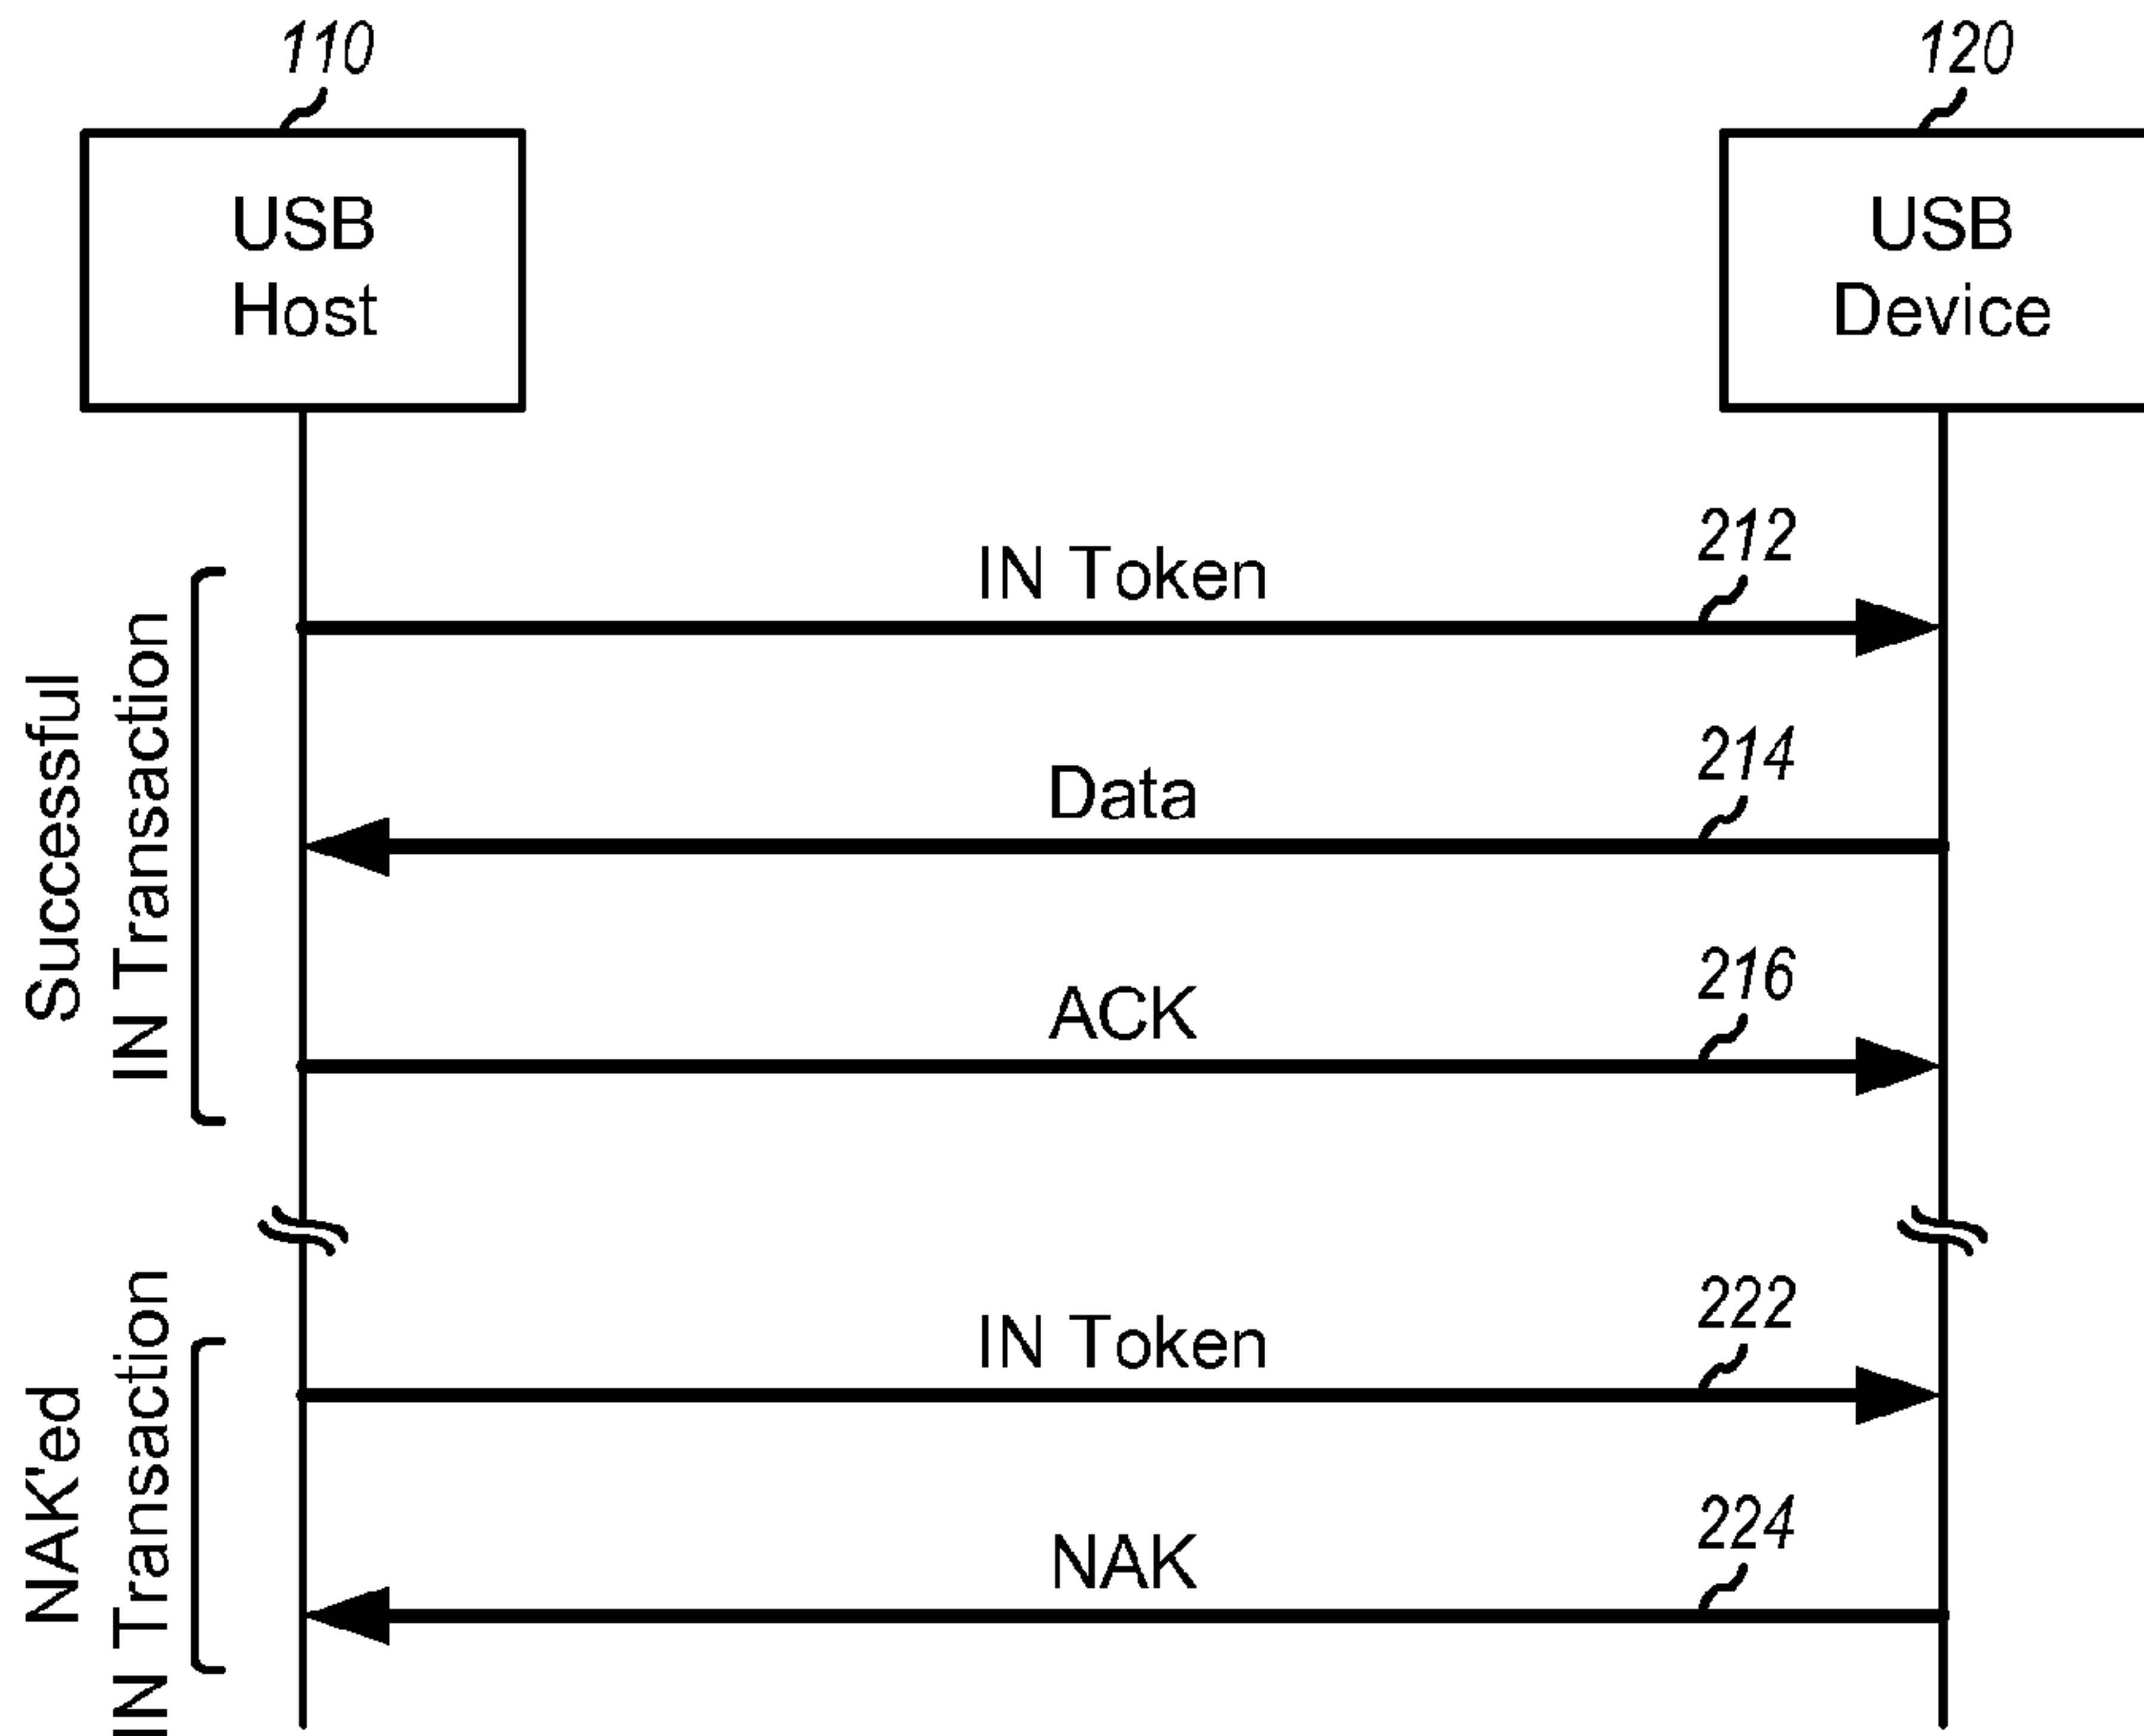 110
120
USB
Host
USB
Device
IN Token
212
Data
214
ACK
216
Successful
IN Transaction
IN Token
222
NAK
224
NAK'ed
IN Transaction